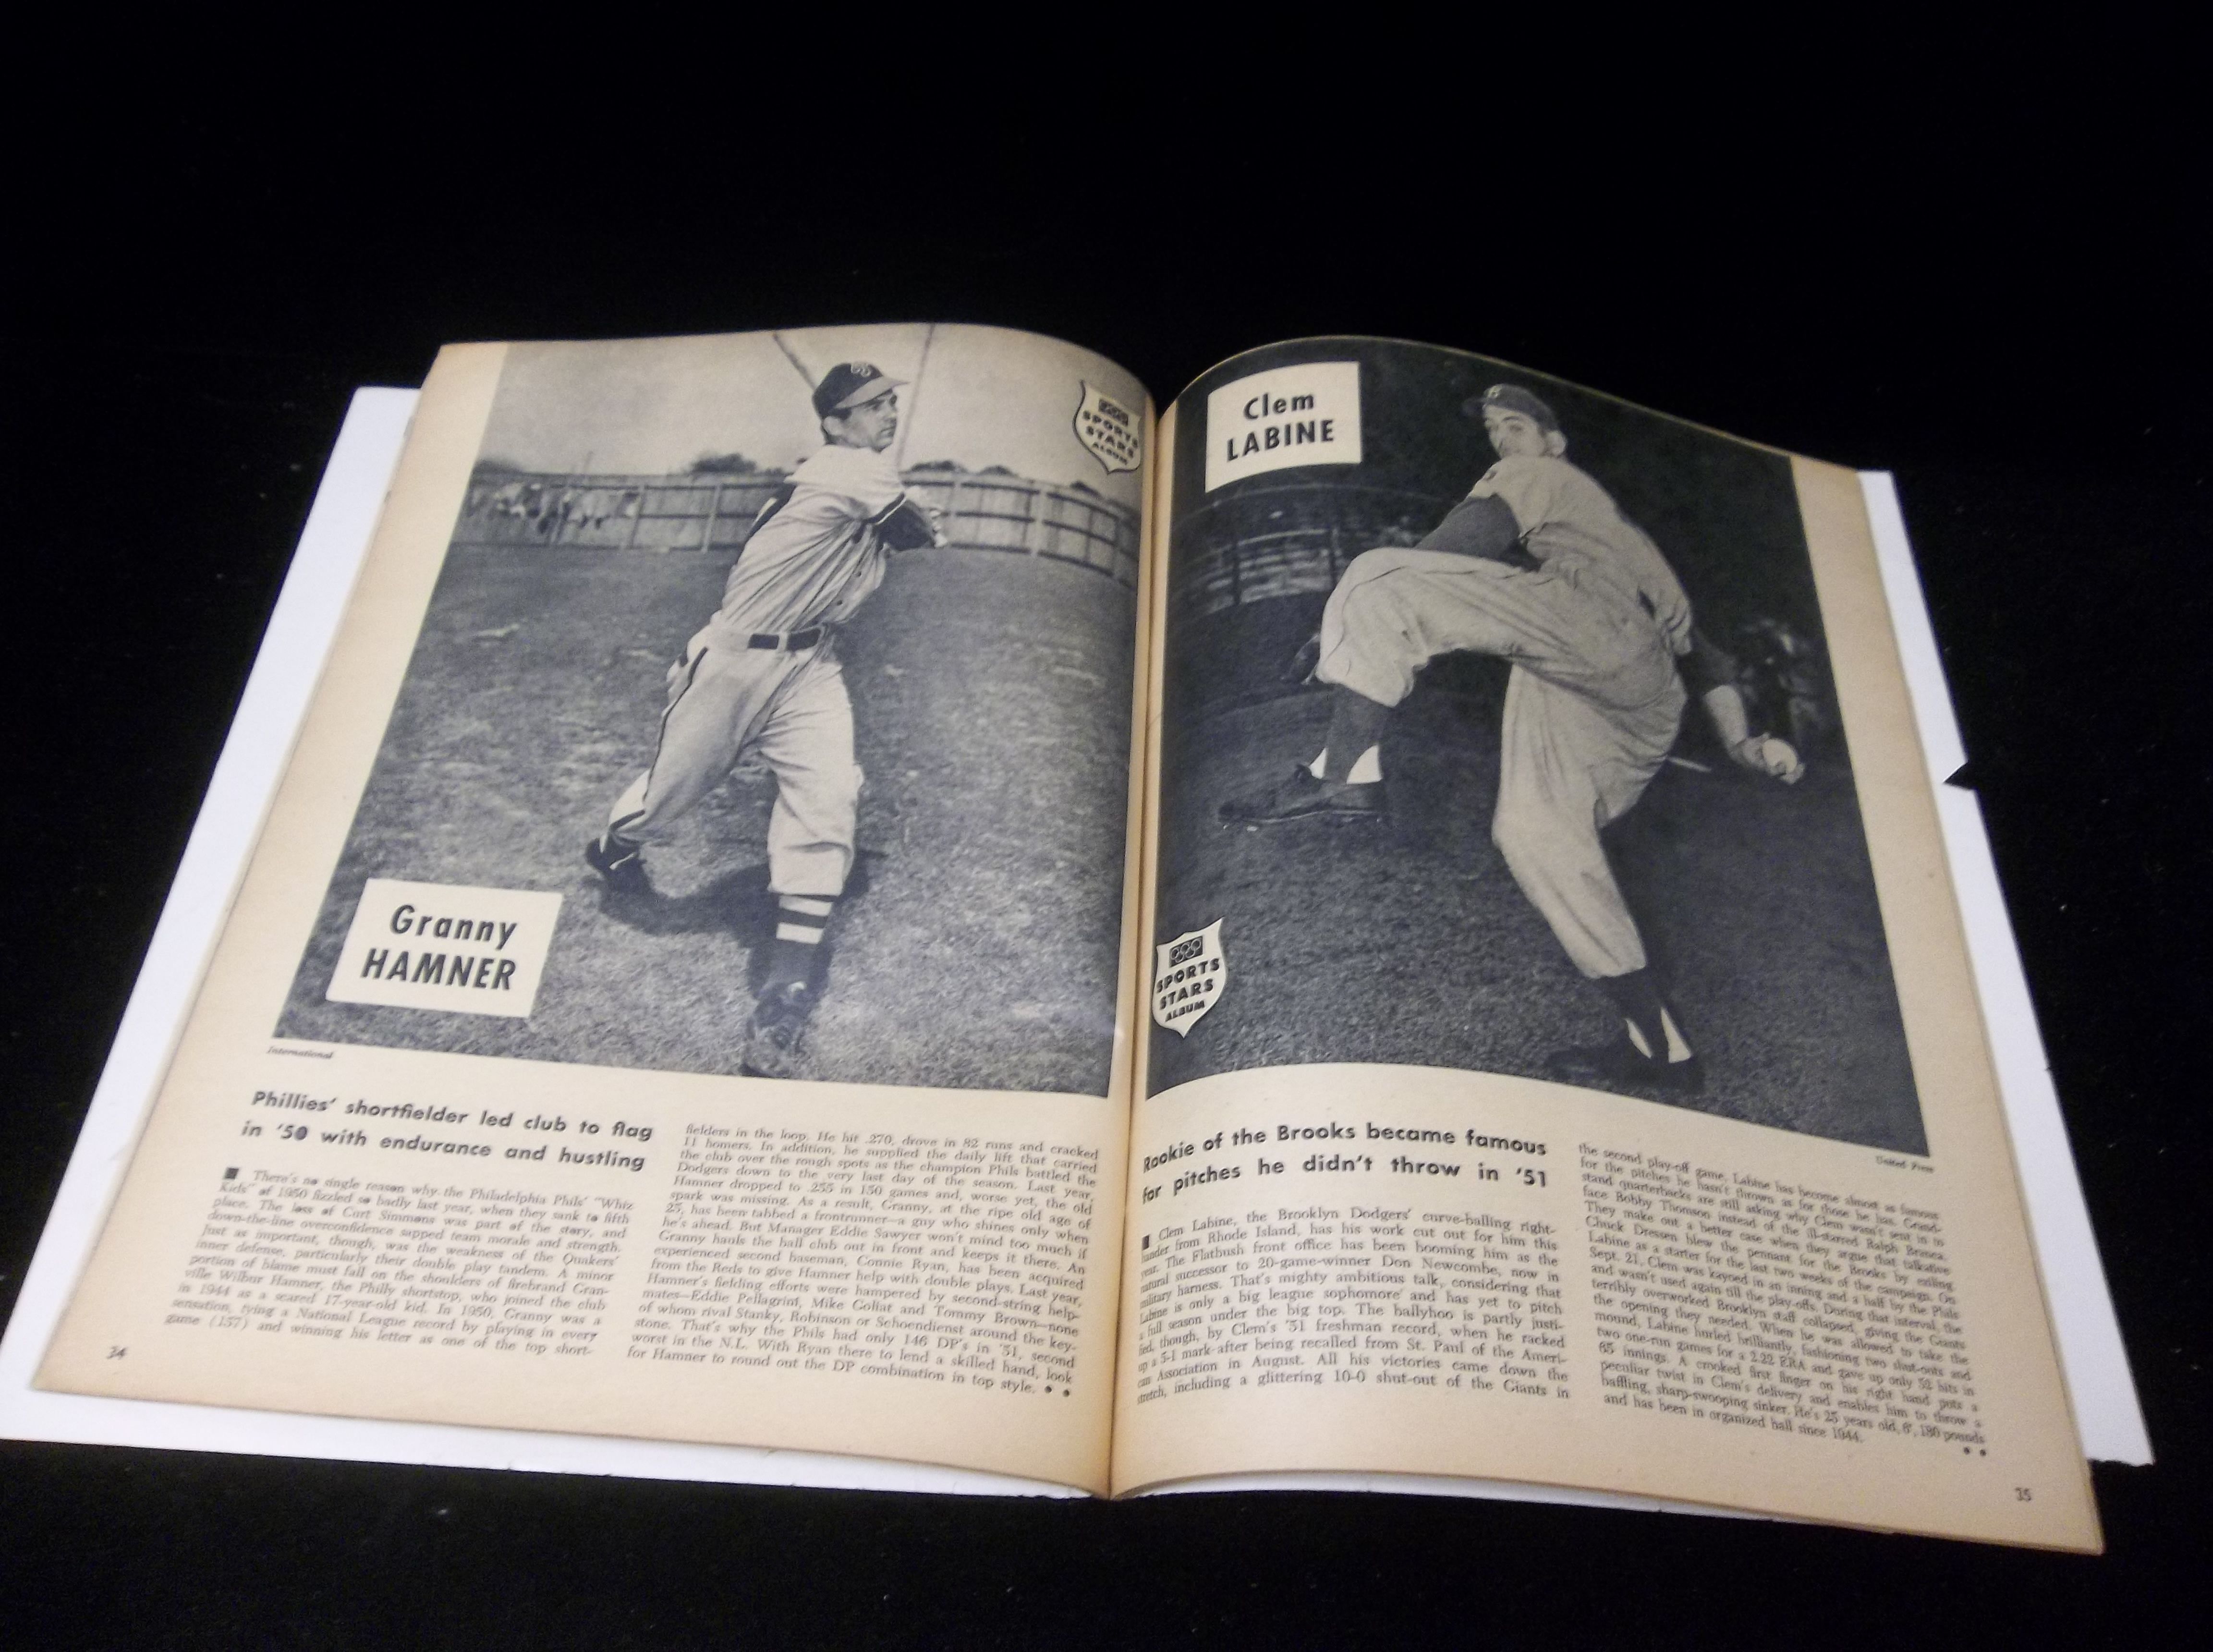 SPORTS
STARS
ALBUM
Granny
HAMNER
International
Phillies' shortfielder led club to flag
in '50 with endurance and hustling
■ There's no single reason why the Philadelphia Phils' "Whiz
Kids" of 1950 fizzled so badly last year, when they sank to fifth
place. The loss of Curt Simmons was part of the story, and
down-the-line overconfidence sapped team morale and strength.
Just as important, though, was the weakness of the Quakers'
inner defense, particularly their double play tandem. A minor
portion of blame must fall on the shoulders of firebrand Gran-
ville Wilbur Hamner, the Philly shortstop, who joined the club
in 1944 as a scared 17-year-old kid. In 1950, Granny was a
sensation, tying a National League record by playing in every
game (157) and winning his letter as one of the top short-
fielders in the loop. He hit .270, drove in 82 runs and cracked
11 homers. In addition, he supplied the daily lift that carried
the club over the rough spots as the champion Phils battled the
Dodgers down to the very last day of the season. Last year,
Hamner dropped to .255 in 150 games and, worse yet, the old
spark was missing. As a result, Granny, at the ripe old age of
25, has been tabbed a frontrunner—a guy who shines only when
he's ahead. But Manager Eddie Sawyer won't mind too much if
Granny hauls the ball club out in front and keeps it there. An
experienced second baseman, Connie Ryan, has been acquired
from the Reds to give Hamner help with double plays. Last year,
Hamner's fielding efforts were hampered by second-string help-
mates—Eddie Pellagrini, Mike Goliat and Tommy Brown—none
of whom rival Stanky, Robinson or Schoendienst around the key-
stone. That's why the Phils had only 146 DP's in '51, second
worst in the N.L. With Ryan there to lend a skilled hand, look
for Hamner to round out the DP combination in top style. • •
34
Clem
LABINE
SPORTS
STARS
ALBUM
United Press
Rookie of the Brooks became famous
for pitches he didn't throw in '51
■ Clem Labine, the Brooklyn Dodgers' curve-balling right-
hander from Rhode Island, has his work cut out for him this
year. The Flatbush front office has been booming him as the
natural successor to 20-game-winner Don Newcombe, now in
military harness. That's mighty ambitious talk, considering that
Labine is only a big league sophomore and has yet to pitch
a full season under the big top. The ballyhoo is partly justi-
fied, though, by Clem's '51 freshman record, when he racked
up a 5-1 mark after being recalled from St. Paul of the Ameri-
can Association in August. All his victories came down the
stretch, including a glittering 10-0 shut-out of the Giants in
the second play-off game. Labine has become almost as famous
for the pitches he hasn't thrown as for those he has. Grand-
stand quarterbacks are still asking why Clem wasn't sent in to
face Bobby Thomson instead of the ill-starred Ralph Branca.
They make out a better case when they argue that talkative
Chuck Dressen blew the pennant for the Brooks by exiling
Labine as a starter for the last two weeks of the campaign. On
Sept. 21, Clem was kayoed in an inning and a half by the Phils
and wasn't used again till the play-offs. During that interval, the
terribly overworked Brooklyn staff collapsed, giving the Giants
the opening they needed. When he was allowed to take the
mound, Labine hurled brilliantly, fashioning two shut-outs and
two one-run games for a 2.22 ERA and gave up only 52 hits in
65 innings. A crooked first finger on his right hand puts a
peculiar twist in Clem's delivery and enables him to throw a
baffling, sharp-swooping sinker. He's 25 years old, 6', 180 pounds
and has been in organized ball since 1944.
• •
35